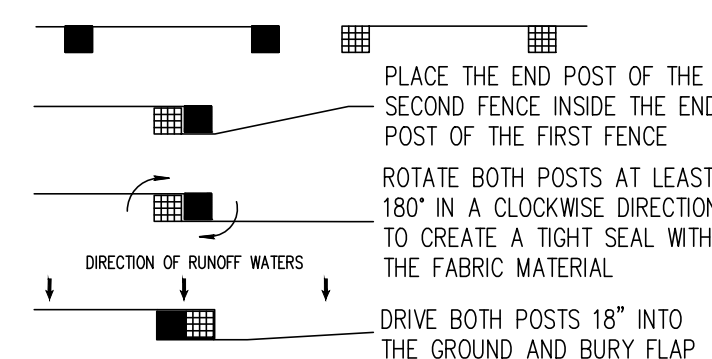 PLACE THE END POST OF THE
SECOND FENCE INSIDE THE END
POST OF THE FIRST FENCE
ROTATE BOTH POSTS AT LEAST
180° IN A CLOCKWISE DIRECTION
TO CREATE A TIGHT SEAL WITH
THE FABRIC MATERIAL
DIRECTION OF RUNOFF WATERS
DRIVE BOTH POSTS 18" INTO
THE GROUND AND BURY FLAP